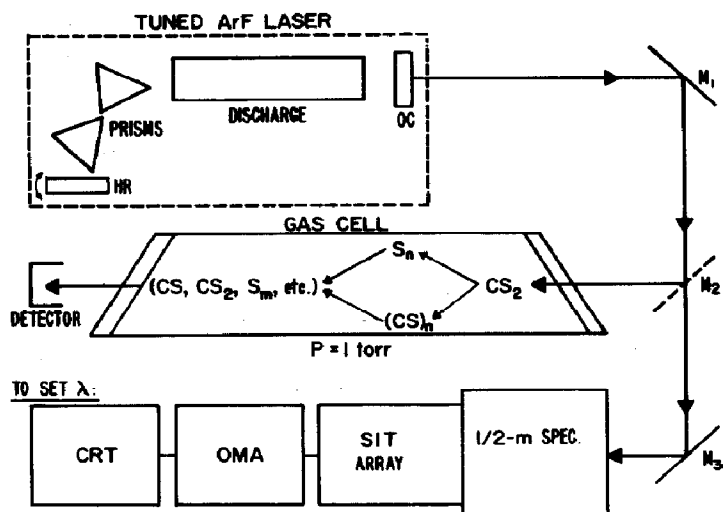 TUNED ArF LASER
M₁
PRISMS
DISCHARGE
OC
HR
GAS CELL
Sₙ
(CS, CS₂, Sₘ, etc.)
CS₂
M₂
DETECTOR
(CS)ₙ
P = 1 torr
TO SET λ:
CRT
OMA
SIT
ARRAY
1/2-m SPEC.
M₃